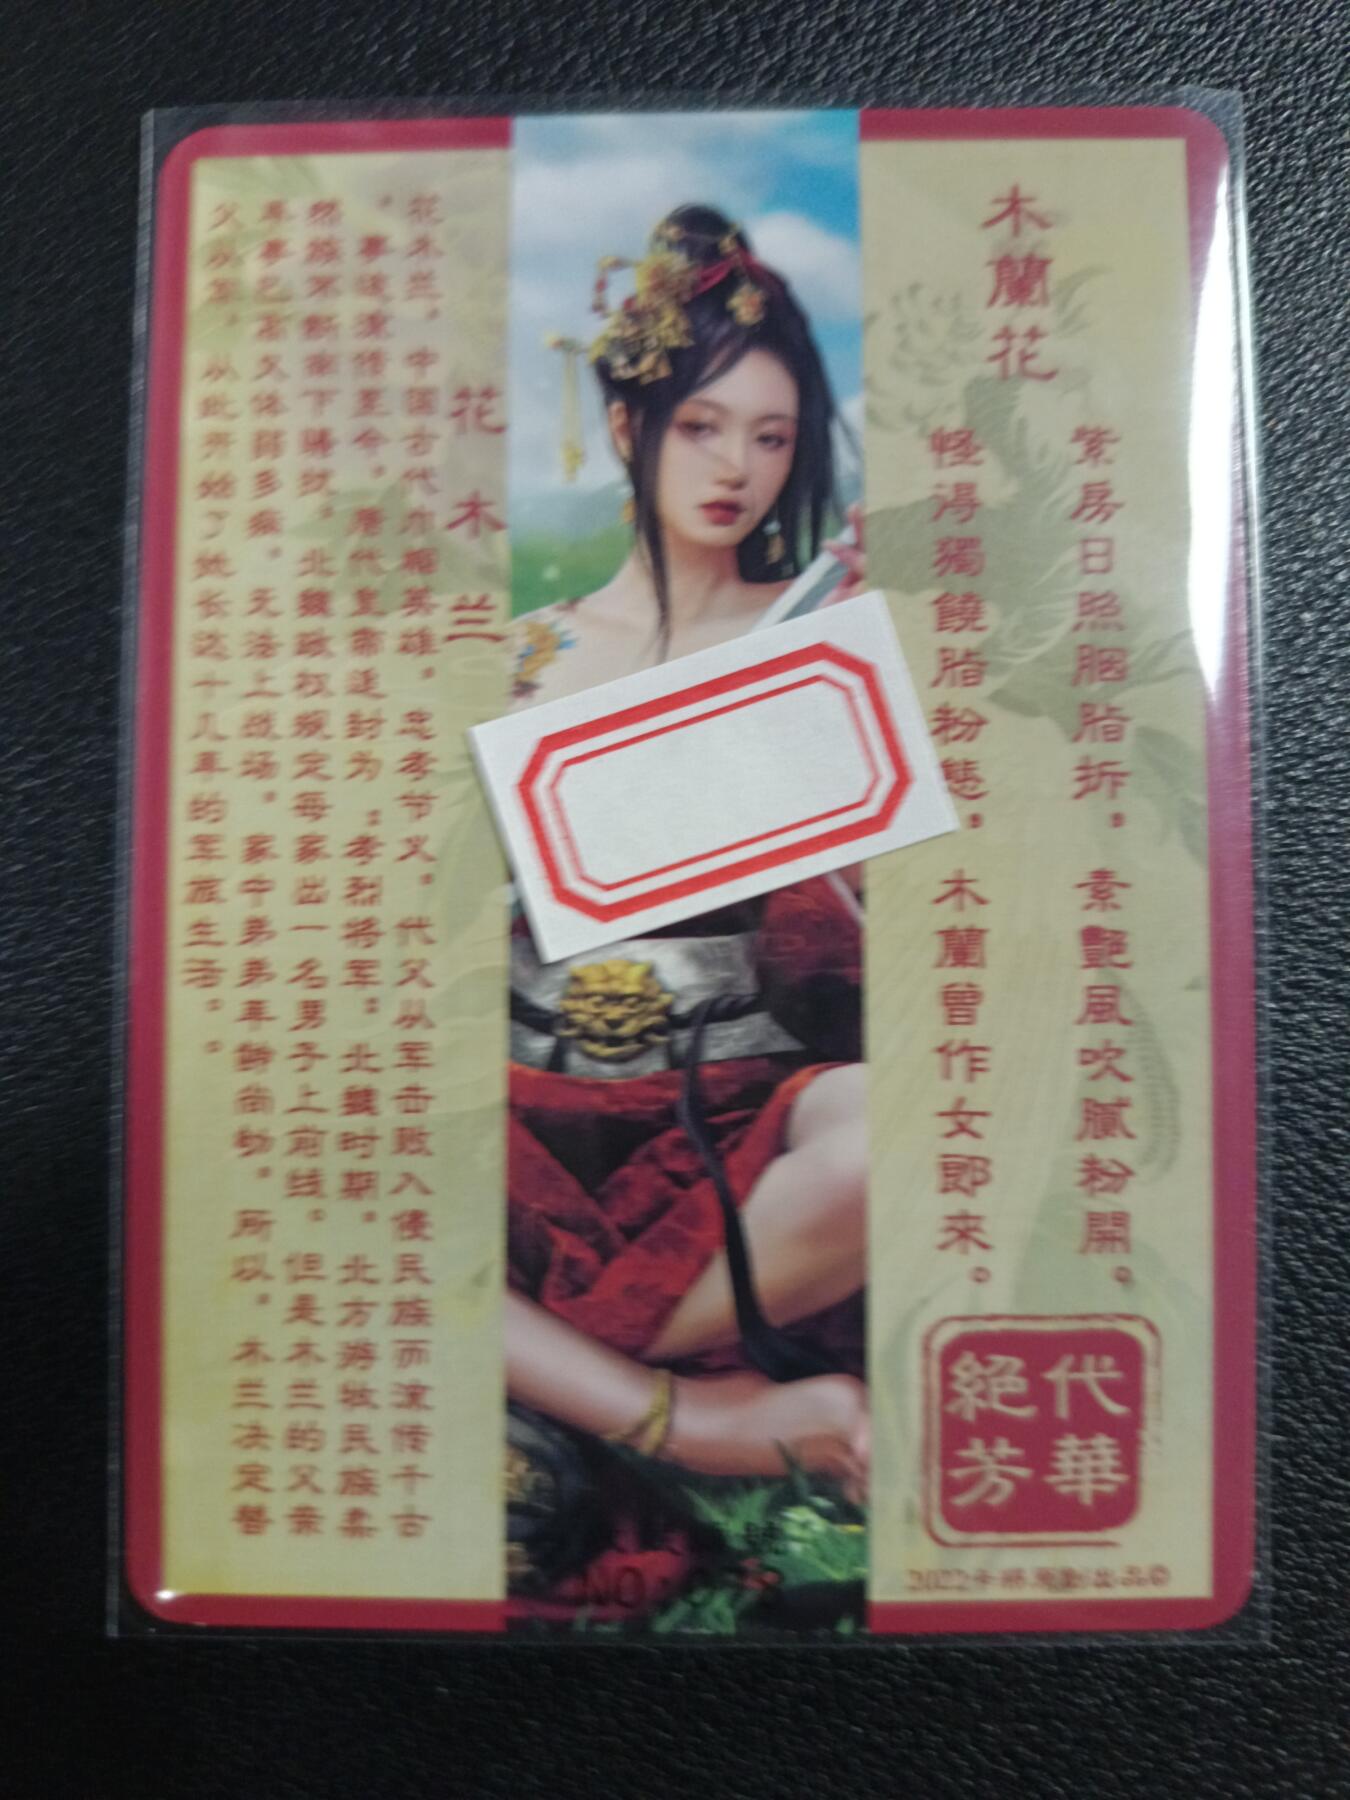 木蘭花
紫房日照胭脂拆，素艷風吹膩粉開。
怪淂獨饒脂粉態，木蘭曾作女郎來。
代華
絕芳
2022
花木兰
花木兰，中国古代巾帼英雄，忠孝节义，代父从军击败入侵民族而流传千古
，事迹流传至今，唐代皇帝追封为；孝烈将军；北魏时期，北方游牧民族柔
然族不断南下骚扰，北魏政权规定每家出一名男子上前线。但是木兰的父亲
年事已高又体弱多病，无法上战场，家中弟弟年龄尚幼，所以，木兰决定替
父从军，从此开始了她长达十几年的军旅生活。
NO:078